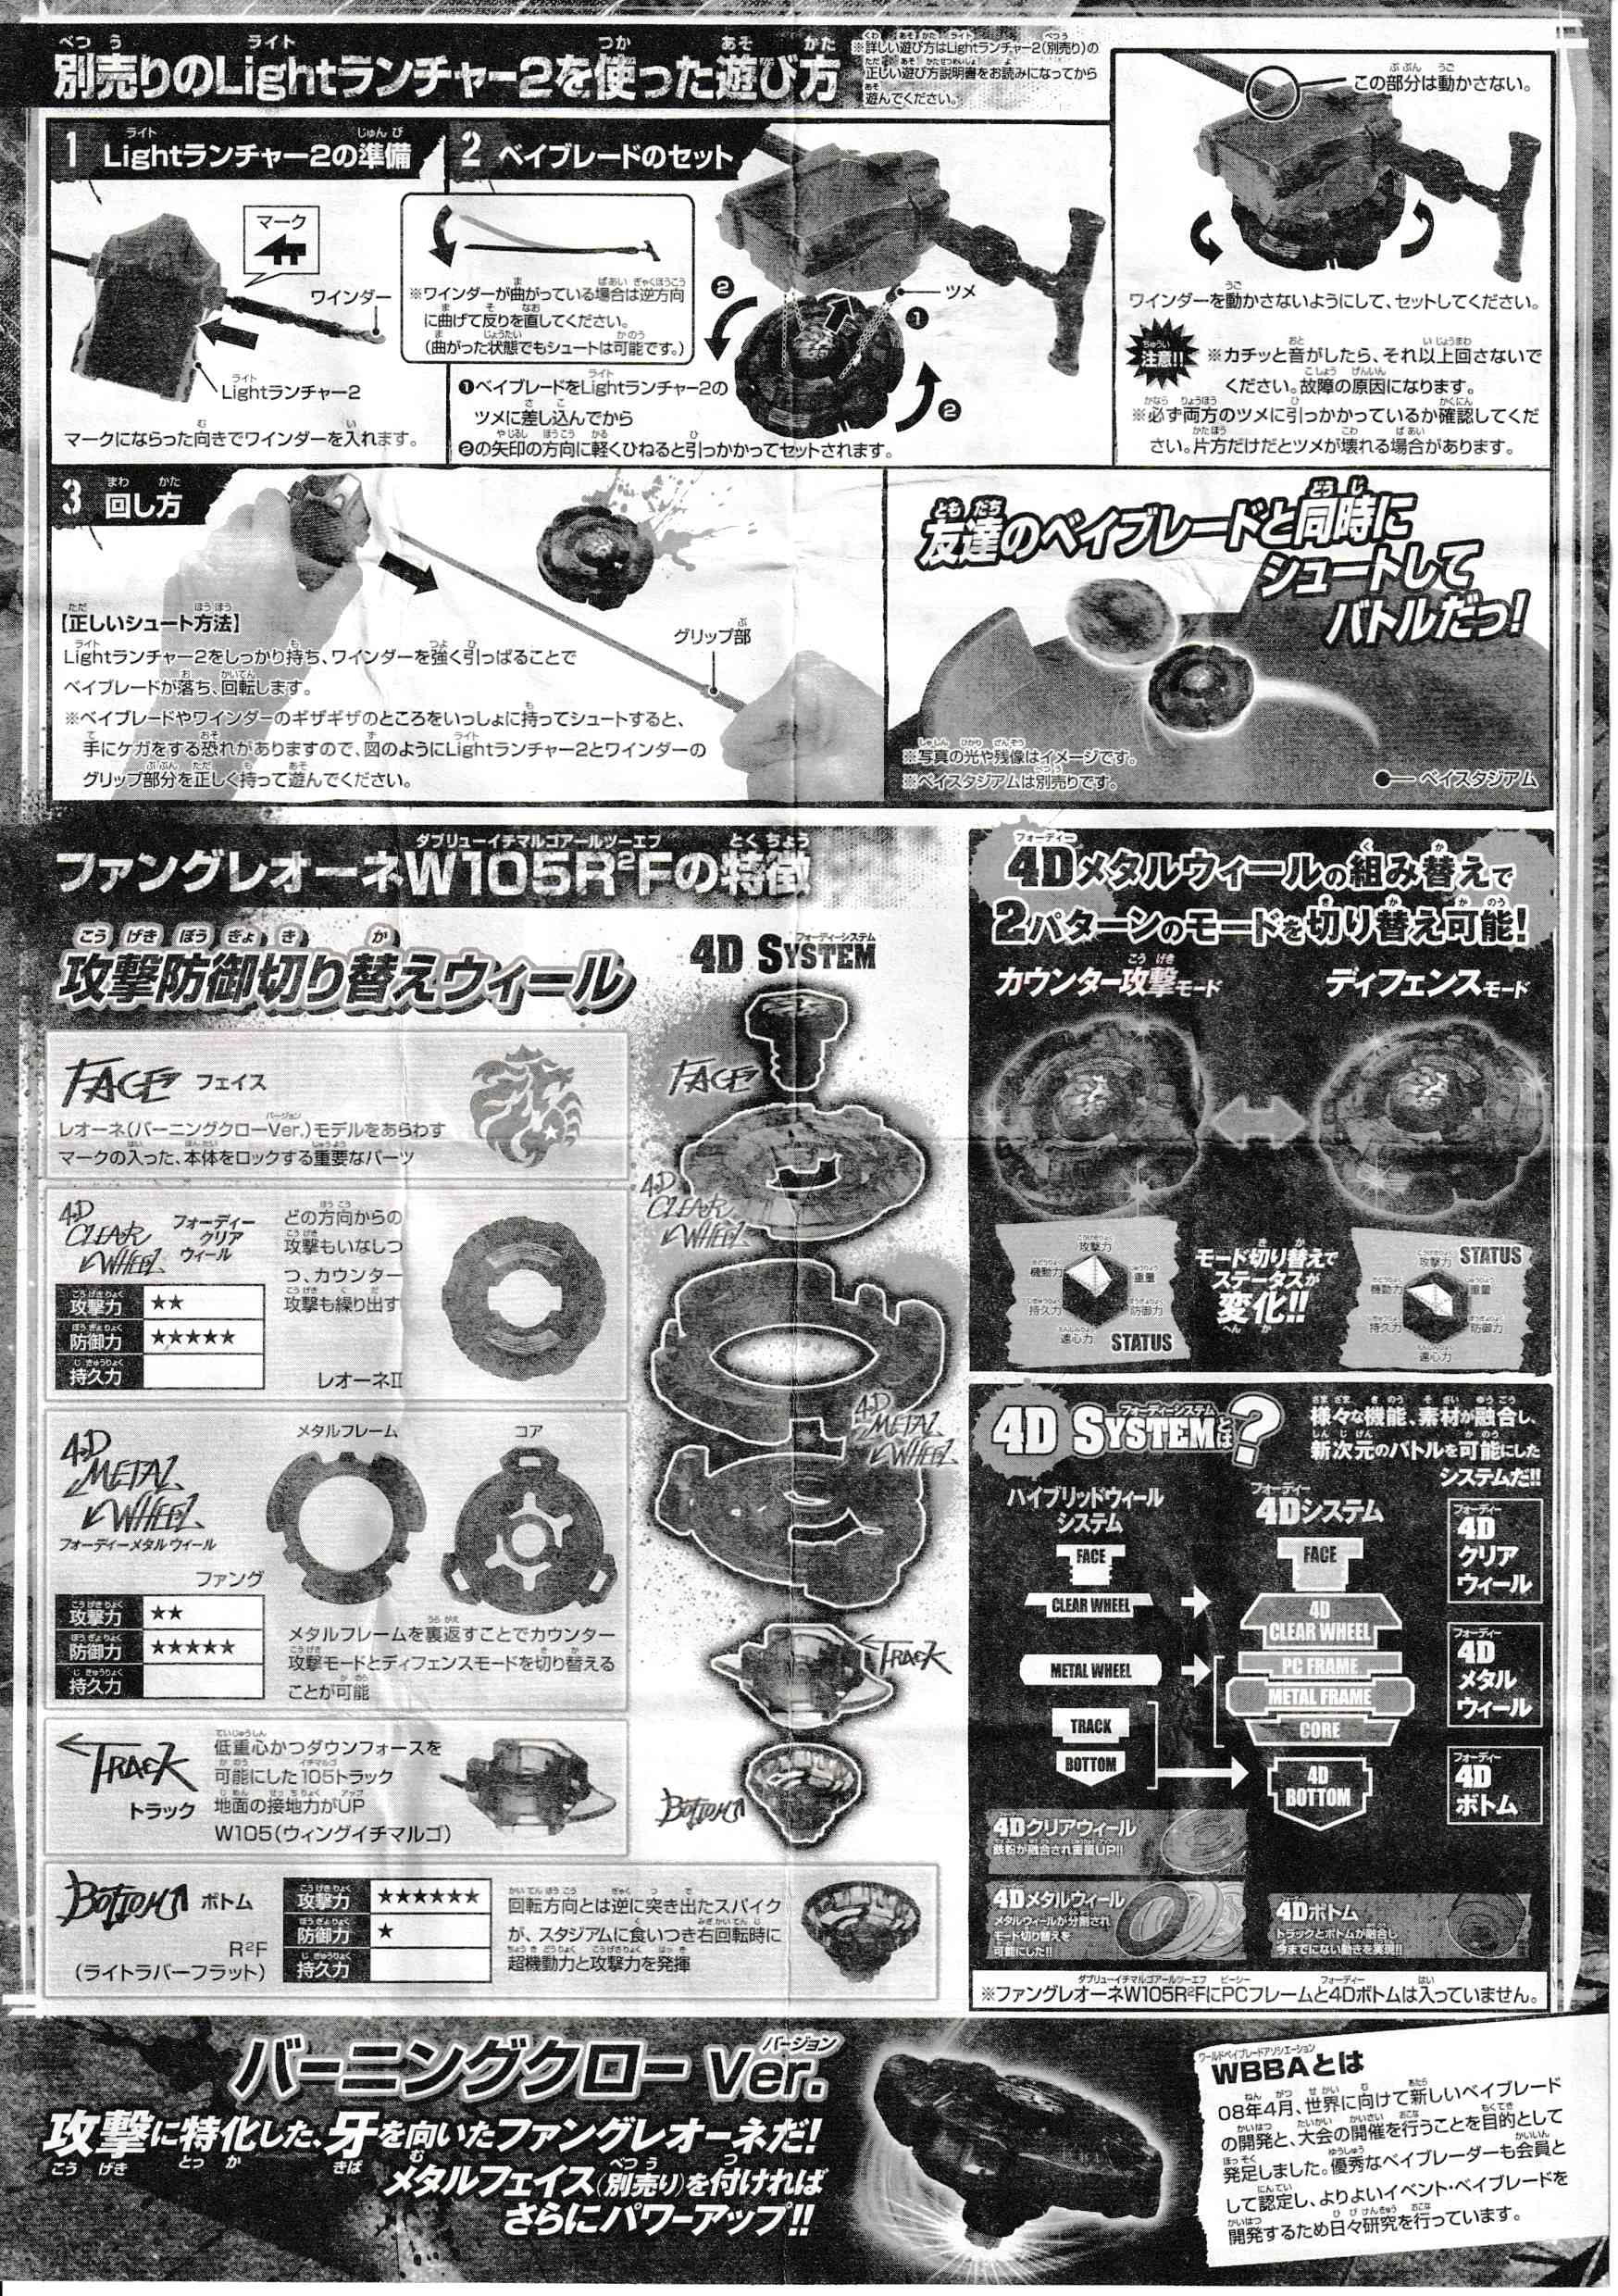 別売りのLightランチャー2を使った遊び方
※詳しい遊び方はLightランチャー2(別売り)の
正しい遊び方説明書をお読みになってから
遊んでください。
1 Lightランチャー2の準備
マーク
ワインダー
Lightランチャー2
マークにならった向きでワインダーを入れます。
2 ベイブレードのセット
※ワインダーが曲がっている場合は逆方向
に曲げて反りを直してください。
(曲がった状態でもシュートは可能です。)
ツメ
❶
❷
❷
❶ベイブレードをLightランチャー2の
ツメに差し込んでから
❷の矢印の方向に軽くひねると引っかかってセットされます。
この部分は動かさない。
ワインダーを動かさないようにして、セットしてください。
注意!!
※カチッと音がしたら、それ以上回さないで
ください。故障の原因になります。
※必ず両方のツメに引っかかっているか確認してくだ
さい。片方だけだとツメが壊れる場合があります。
3 回し方
【正しいシュート方法】
Lightランチャー2をしっかり持ち、ワインダーを強く引っぱることで
ベイブレードが落ち、回転します。
※ベイブレードやワインダーのギザギザのところをいっしょに持ってシュートすると、
手にケガをする恐れがありますので、図のようにLightランチャー2とワインダーの
グリップ部分を正しく持って遊んでください。
グリップ部
友達のベイブレードと同時に
シュートして
バトルだっ!
※写真の光や残像はイメージです。
※ベイスタジアムは別売りです。
ベイスタジアム
ファングレオーネW105R²Fの特徴
攻撃防御切り替えウィール
4D SYSTEM
FACE フェイス
レオーネ(バーニングクローVer.)モデルをあらわす
マークの入った、本体をロックする重要なパーツ
4D CLEAR WHEEL
フォーディー
クリア
ウィール
どの方向からの
攻撃もいなしつ
つ、カウンター
攻撃も繰り出す
攻撃力 ★★
防御力 ★★★★★
持久力
レオーネII
4D METAL WHEEL
フォーディーメタルウィール
ファング
メタルフレーム
コア
攻撃力 ★★
防御力 ★★★★★
持久力
メタルフレームを裏返すことでカウンター
攻撃モードとディフェンスモードを切り替える
ことが可能
TRACK
トラック
低重心かつダウンフォースを
可能にした105トラック
地面の接地力がUP
W105(ウィングイチマルゴ)
BOTTOM ボトム
R²F
(ライトラバーフラット)
攻撃力 ★★★★★★
防御力 ★
持久力
回転方向とは逆に突き出たスパイク
が、スタジアムに食いつき右回転時に
超機動力と攻撃力を発揮
FACE
4D CLEAR WHEEL
4D METAL WHEEL
TRACK
BOTTOM
4Dメタルウィールの組み替えで
2パターンのモードを切り替え可能!
カウンター攻撃モード
ディフェンスモード
攻撃力
機動力
重量
持久力
防御力
遠心力
STATUS
モード切り替えで
ステータスが
変化!!
攻撃力
STATUS
機動力
重量
持久力
防御力
遠心力
4D SYSTEMとは?
様々な機能、素材が融合し、
新次元のバトルを可能にした
システムだ!!
ハイブリッドウィール
システム
FACE
CLEAR WHEEL
METAL WHEEL
TRACK
BOTTOM
4Dシステム
FACE
4D
CLEAR WHEEL
PC FRAME
METAL FRAME
CORE
4D
BOTTOM
4D
クリア
ウィール
4D
メタル
ウィール
4D
ボトム
4Dクリアウィール
鉄粉が融合され重量UP!!
4Dメタルウィール
メタルウィールが分割され
モード切り替えを
可能にした!!
4Dボトム
トラックとボトムが融合し
今までにない動きを実現!!
※ファングレオーネW105R²FにPCフレームと4Dボトムは入っていません。
バーニングクロー Ver.
攻撃に特化した、牙を向いたファングレオーネだ!
メタルフェイス(別売り)を付ければ
さらにパワーアップ!!
WBBAとは
08年4月、世界に向けて新しいベイブレード
の開発と、大会の開催を行うことを目的として
発足しました。優秀なベイブレーダーも会員と
して認定し、よりよいイベント・ベイブレードを
開発するため日々研究を行っています。